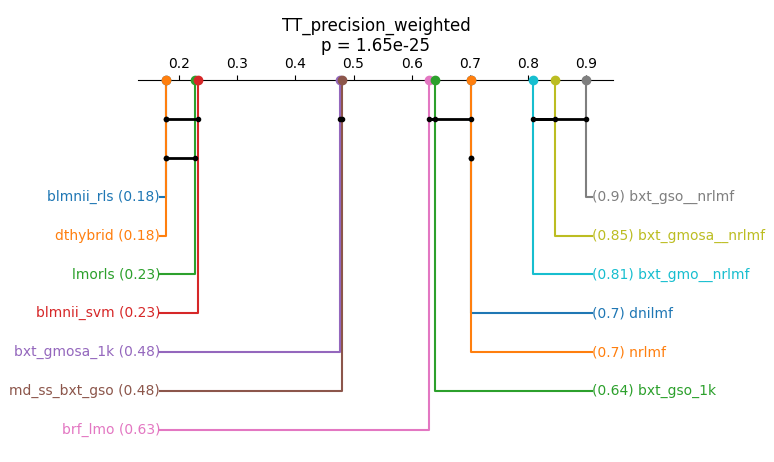 TT_precision_weighted
p = 1.65e-25
0.2 0.3 0.4 0.5 0.6 0.7 0.8 0.9
blmnii_rls (0.18)
(0.9) bxt_gso__nrlmf
dthybrid (0.18)
(0.85) bxt_gmosa__nrlmf
lmorls (0.23)
(0.81) bxt_gmo__nrlmf
blmnii_svm (0.23)
(0.7) dnilmf
bxt_gmosa_1k (0.48)
(0.7) nrlmf
md_ss_bxt_gso (0.48)
(0.64) bxt_gso_1k
brf_lmo (0.63)